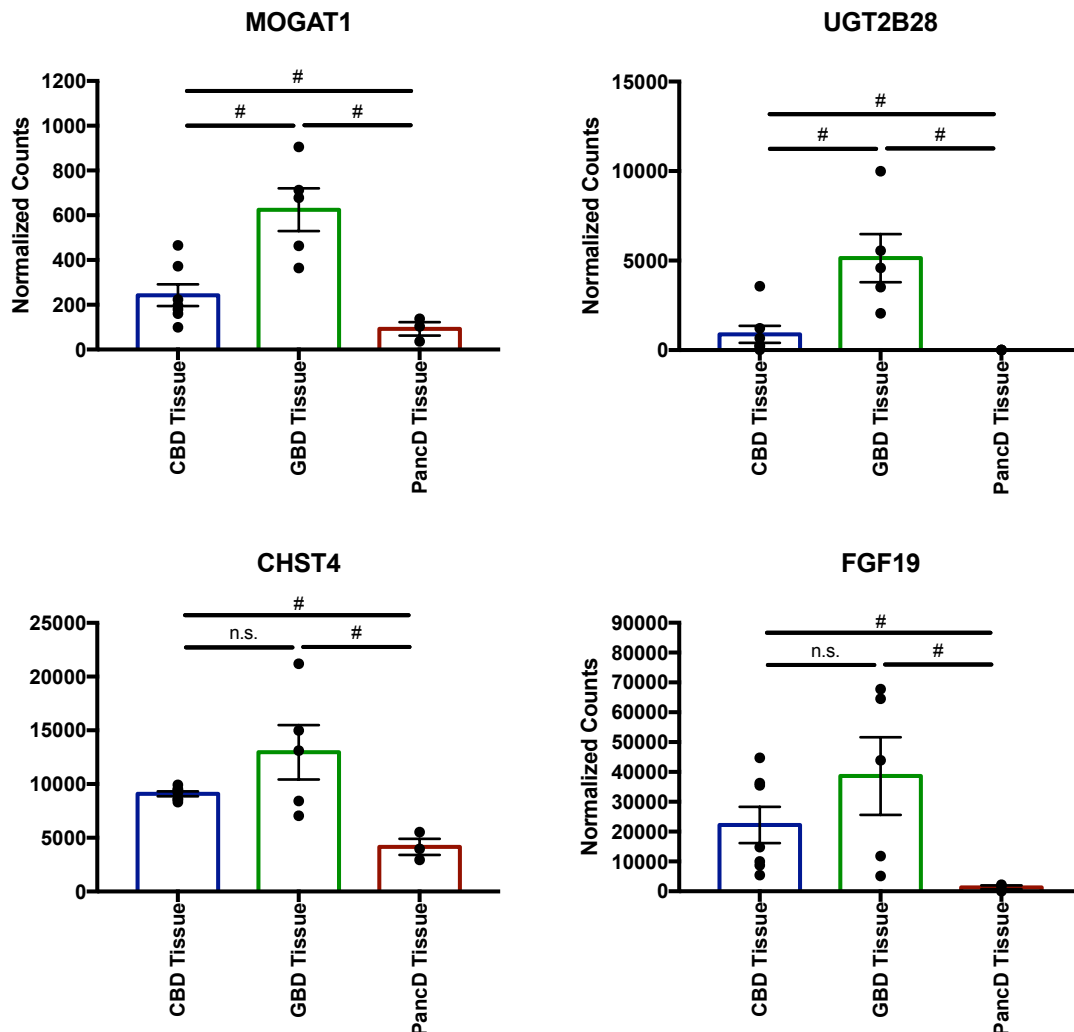 MOGAT1
Normalized Counts
1200
1000
800
600
400
200
0
#
#
#
CBD Tissue
GBD Tissue
PancD Tissue
UGT2B28
Normalized Counts
15000
10000
5000
0
#
#
#
CBD Tissue
GBD Tissue
PancD Tissue
CHST4
25000
20000
15000
10000
5000
0
#
n.s.
#
CBD Tissue
GBD Tissue
PancD Tissue
FGF19
Normalized Counts
90000
80000
70000
60000
50000
40000
30000
20000
10000
0
#
n.s.
#
CBD Tissue
GBD Tissue
PancD Tissue